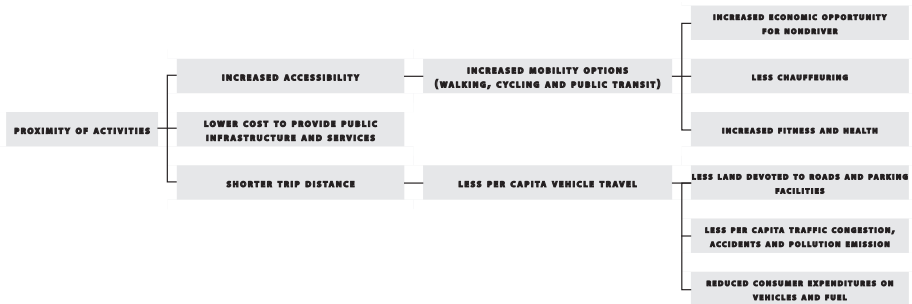 PROXIMITY OF ACTIVITIES
INCREASED ACCESSIBILITY
LOWER COST TO PROVIDE PUBLIC
INFRASTRUCTURE AND SERVICES
SHORTER TRIP DISTANCE
INCREASED MOBILITY OPTIONS
(WALKING, CYCLING AND PUBLIC TRANSIT)
LESS PER CAPITA VEHICLE TRAVEL
INCREASED ECONOMIC OPPORTUNITY
FOR NONDRIVER
LESS CHAUFFEURING
INCREASED FITNESS AND HEALTH
LESS LAND DEVOTED TO ROADS AND PARKING
FACILITIES
LESS PER CAPITA TRAFFIC CONGESTION,
ACCIDENTS AND POLLUTION EMISSION
REDUCED CONSUMER EXPENDITURES ON
VEHICLES AND FUEL